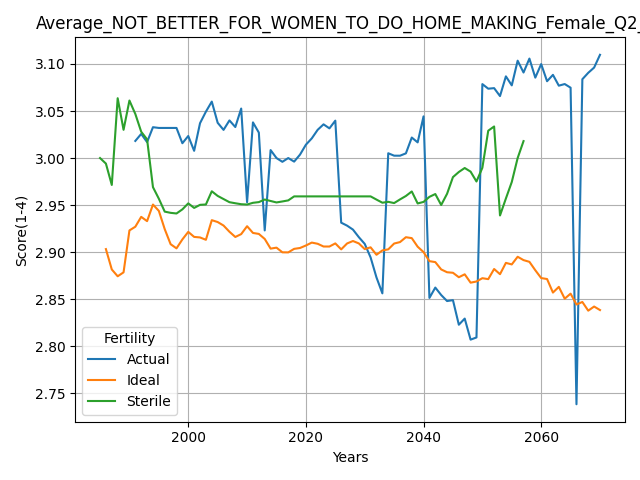 Average_NOT_BETTER_FOR_WOMEN_TO_DO_HOME_MAKING_Female_Q2_
3.10
3.05
3.00
2.95
2.90
2.85
2.80
2.75
Score(1-4)
Fertility
Actual
Ideal
Sterile
2000 2020 2040 2060
Years